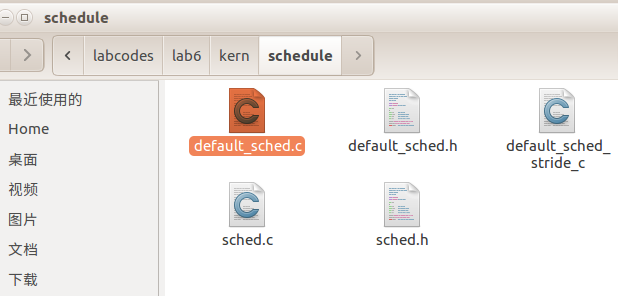 schedule
labcodes
lab6
kern
schedule
最近使用的
Home
桌面
视频
图片
文档
下载
default_sched.c
default_sched.h
default_sched_
stride_c
sched.c
sched.h